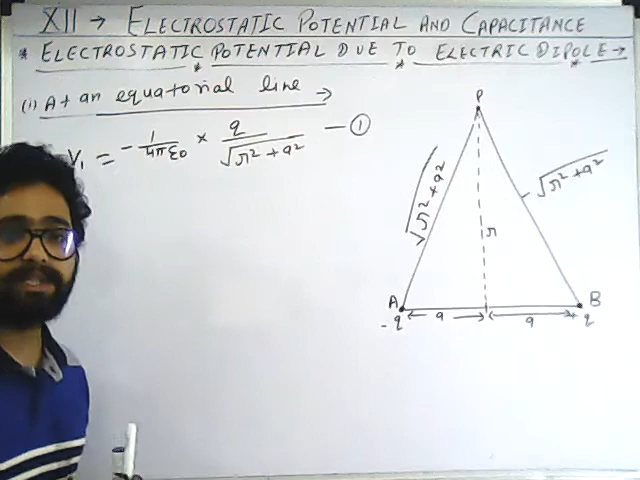 XII → ELECTROSTATIC POTENTIAL AND CAPACITANCE
* ELECTROSTATIC POTENTIAL DUE TO ELECTRIC DIPOLE →
* * *
(i) At an equatorial line →
V₁ = - 1/4πε₀ × q/√(r² + a²) — ①
P
√(r² + a²)
√(r² + a²)
r
A
B
-q
a
a
+q